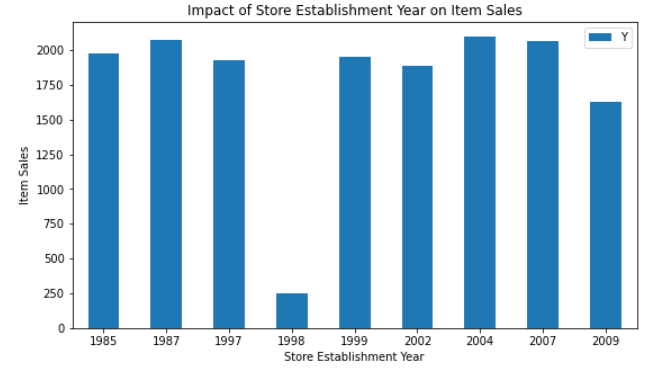 Impact of Store Establishment Year on Item Sales
Y
2000
1750
1500
1250
1000
750
500
250
0
Item Sales
1985 1987 1997 1998 1999 2002 2004 2007 2009
Store Establishment Year